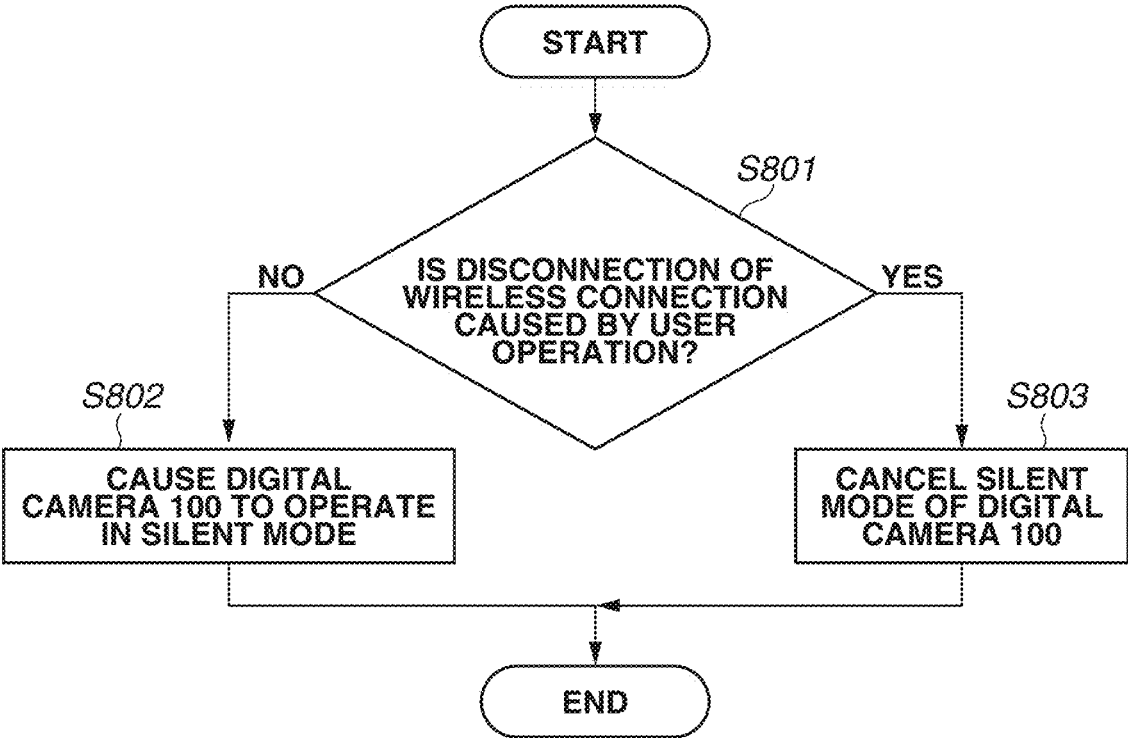 START
S801
IS DISCONNECTION OF
WIRELESS CONNECTION
CAUSED BY USER
OPERATION?
NO
YES
S802
CAUSE DIGITAL
CAMERA 100 TO OPERATE
IN SILENT MODE
S803
CANCEL SILENT
MODE OF DIGITAL
CAMERA 100
END